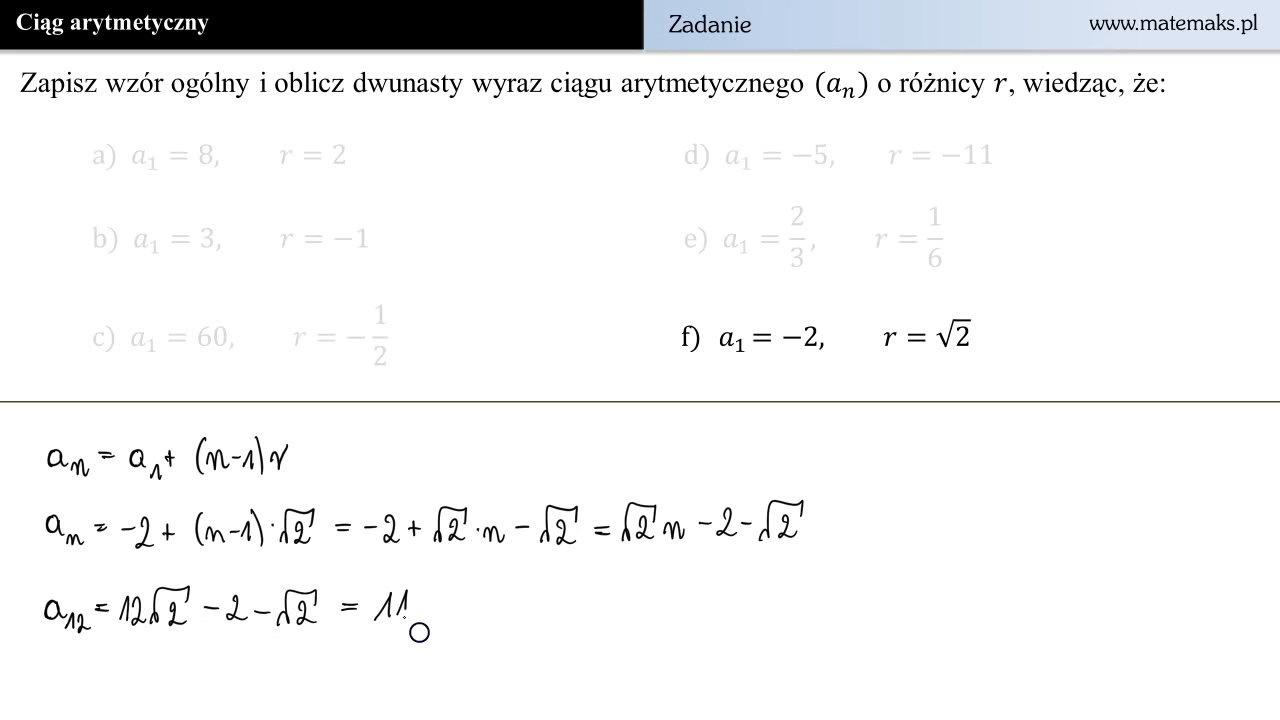 Ciąg arytmetyczny
Zadanie
www.matemaks.pl
Zapisz wzór ogólny i oblicz dwunasty wyraz ciągu arytmetycznego (aₙ) o różnicy r, wiedząc, że:
a) a₁ = 8, r = 2
b) a₁ = 3, r = −1
c) a₁ = 60, r = −1/2
d) a₁ = −5, r = −11
e) a₁ = 2/3, r = 1/6
f) a₁ = −2, r = √2
aₙ = a₁ + (n-1)r
aₙ = -2 + (n-1)·√2 = -2 + √2·n - √2 = √2n - 2 - √2
a₁₂ = 12√2 - 2 - √2 = 11